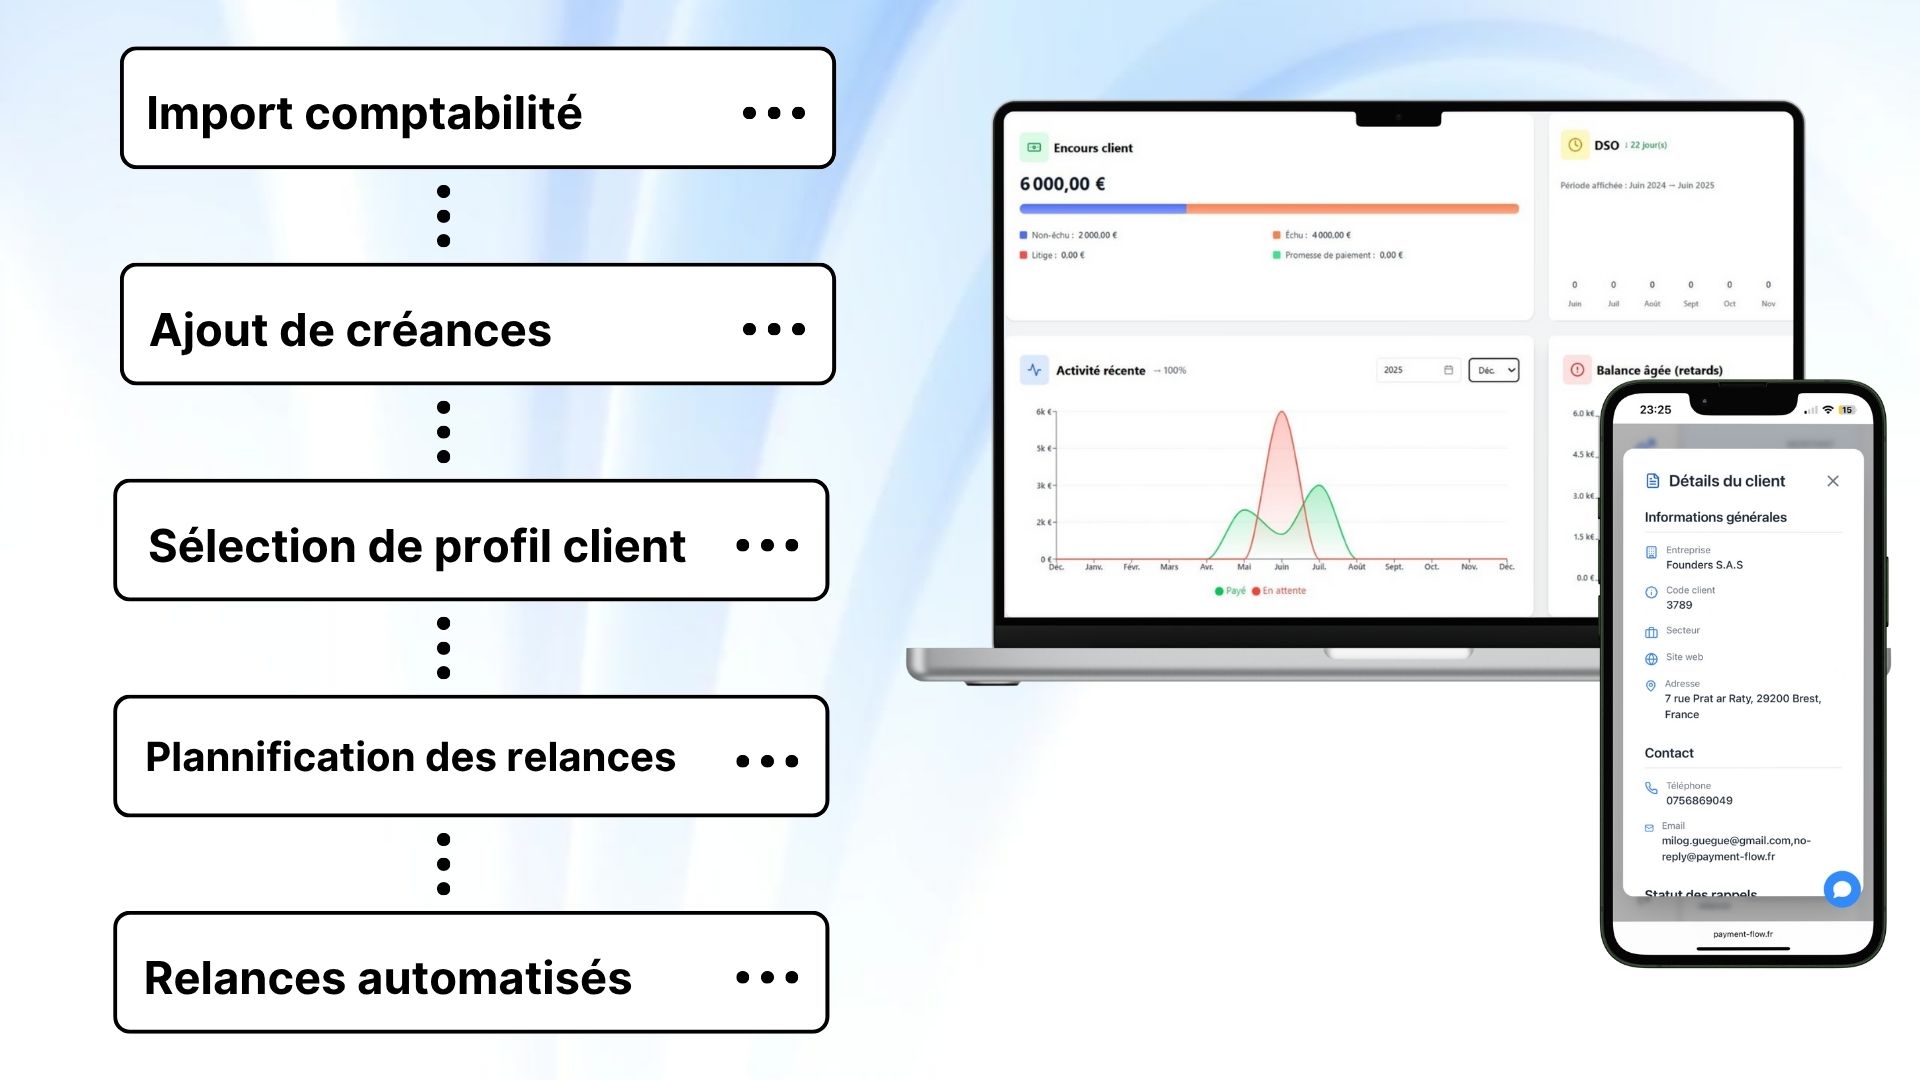 Import comptabilité
Ajout de créances
Sélection de profil client
Plannification des relances
Relances automatisés
Encours client
6 000,00 €
Non-échu : 2 000,00 €
Échu : 4 000,00 €
Litige : 0,00 €
Promesse de paiement : 0,00 €
DSO ↓ 22 jour(s)
Période affichée : Juin 2024 → Juin 2025
0 0 0 0 0 0
Juin Juil Août Sept Oct Nov
Activité récente → 100%
2025 Déc.
6k €
5k €
3k €
2k €
0 €
Déc. Janv. Févr. Mars Avr. Mai Juin Juil. Août Sept. Oct. Nov. Déc.
Payé En attente
Balance âgée (retards)
6.0 k€
4.5 k€
3.0 k€
1.5 k€
0.0 €
23:25 15
Détails du client
Informations générales
Entreprise
Founders S.A.S
Code client
3789
Secteur
Site web
Adresse
7 rue Prat ar Raty, 29200 Brest,
France
Contact
Téléphone
0756869049
Email
milog.guegue@gmail.com,no-
reply@payment-flow.fr
Statut des rappels
payment-flow.fr